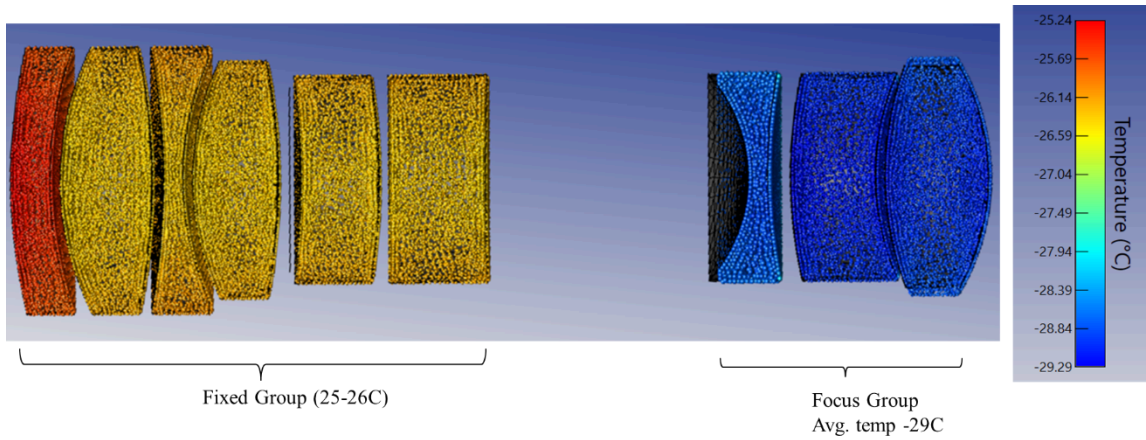 -25.24
-25.69
-26.14
-26.59
-27.04
-27.49
-27.94
-28.39
-28.84
-29.29
Temperature (°C)
Fixed Group (25-26C)
Focus Group
Avg. temp -29C